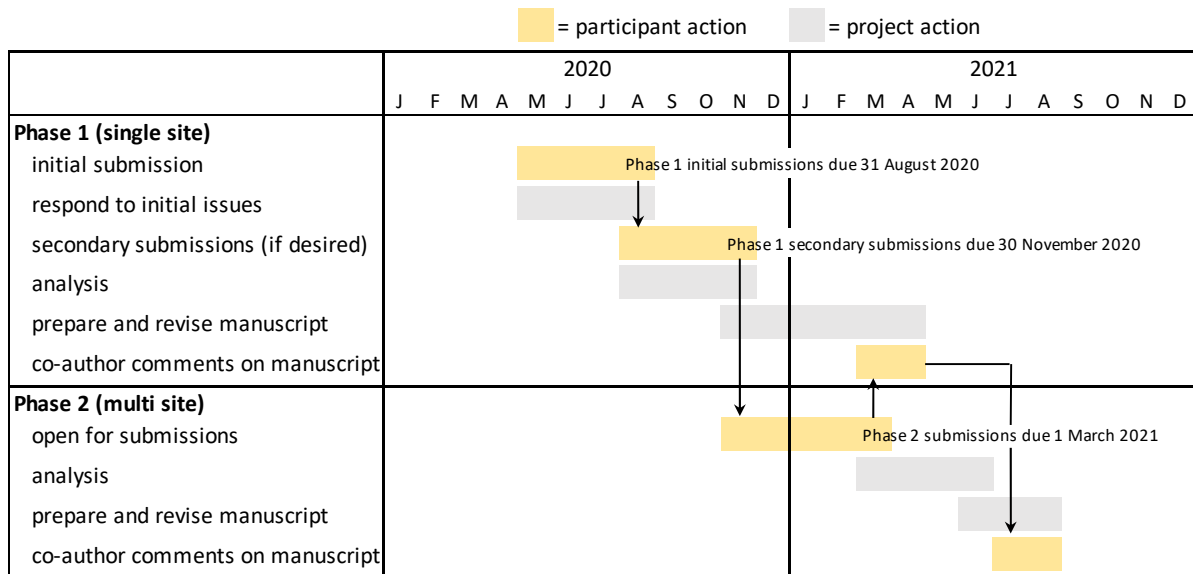 = participant action = project action
2020 2021
J F M A M J J A S O N D J F M A M J J A S O N D
Phase 1 (single site)
initial submission Phase 1 initial submissions due 31 August 2020
respond to initial issues
secondary submissions (if desired) Phase 1 secondary submissions due 30 November 2020
analysis
prepare and revise manuscript
co-author comments on manuscript
Phase 2 (multi site)
open for submissions Phase 2 submissions due 1 March 2021
analysis
prepare and revise manuscript
co-author comments on manuscript